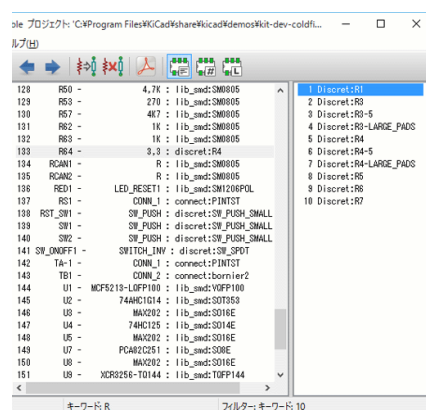 ole プロジェクト: 'C:¥Program Files¥KiCad¥share¥kicad¥demos¥kit-dev-coldfi...
ルプ(H)
128 R50 - 4,7K : lib_smd:SM0805
129 R53 - 270 : lib_smd:SM0805
130 R57 - 4K7 : lib_smd:SM0805
131 R62 - 1K : lib_smd:SM0805
132 R63 - 1K : lib_smd:SM0805
133 R64 - 3,3 : discret:R4
134 RCAN1 - R : lib_smd:SM0805
135 RCAN2 - R : lib_smd:SM0805
136 RED1 - LED_RESET1 : lib_smd:SM1206POL
137 RS1 - CONN_1 : connect:PINTST
138 RST_SW1 - SW_PUSH : discret:SW_PUSH_SMALL
139 SW1 - SW_PUSH : discret:SW_PUSH_SMALL
140 SW2 - SW_PUSH : discret:SW_PUSH_SMALL
141 SW_ONOFF1 - SWITCH_INV : discret:SW_SPDT
142 TA-1 - CONN_1 : connect:PINTST
143 TB1 - CONN_2 : connect:bornier2
144 U1 - MCF5213-LQFP100 : lib_smd:VQFP100
145 U2 - 74AHC1G14 : lib_smd:SOT353
146 U3 - MAX202 : lib_smd:SO16E
147 U4 - 74HC125 : lib_smd:SO14E
148 U5 - MAX202 : lib_smd:SO16E
149 U7 - PCA82C251 : lib_smd:SO8E
150 U8 - MAX202 : lib_smd:SO16E
151 U9 - XCR3256-TQ144 : lib_smd:TQFP144
1 Discret:R1
2 Discret:R3
3 Discret:R3-5
4 Discret:R3-LARGE_PADS
5 Discret:R4
6 Discret:R4-5
7 Discret:R4-LARGE_PADS
8 Discret:R5
9 Discret:R6
10 Discret:R7
キーワード: R
フィルター: キーワード: 10